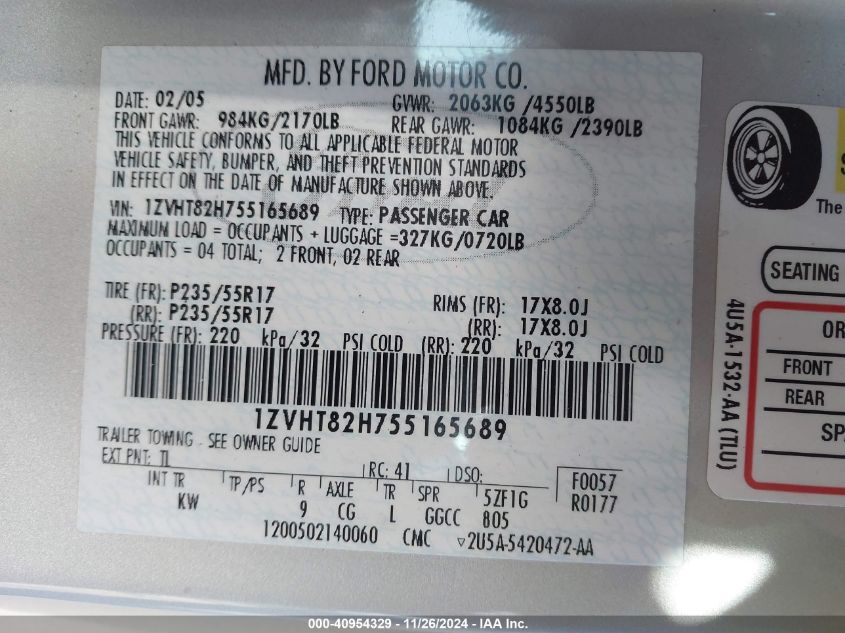 MFD. BY FORD MOTOR CO.
DATE: 02/05 GVWR: 2063KG /4550LB
FRONT GAWR: 984KG/2170LB REAR GAWR: 1084KG /2390LB
THIS VEHICLE CONFORMS TO ALL APPLICABLE FEDERAL MOTOR
VEHICLE SAFETY, BUMPER, AND THEFT PREVENTION STANDARDS
IN EFFECT ON THE DATE OF MANUFACTURE SHOWN ABOVE.
VIN: 1ZVHT82H755165689 TYPE: PASSENGER CAR
MAXIMUM LOAD = OCCUPANTS + LUGGAGE =327KG/0720LB
OCCUPANTS = 04 TOTAL; 2 FRONT, 02 REAR
TIRE (FR): P235/55R17 RIMS (FR): 17X8.0J
(RR): P235/55R17 (RR): 17X8.0J
PRESSURE (FR): 220 kPa/32 PSI COLD (RR): 220 kPa/32 PSI COLD
1ZVHT82H755165689
TRAILER TOWING - SEE OWNER GUIDE
EXT PNT: TL RC: 41 DSO: F0057
INT TR TP/PS R AXLE TR SPR 5ZF1G R0177
KW 9 CG L GGCC 805
1200502140060 CMC ▽2U5A-5420472-AA
The
SEATING
OR
FRONT
REAR
SP
4U5A-1532-AA (TLU)
000-40954329 - 11/26/2024 - IAA Inc.